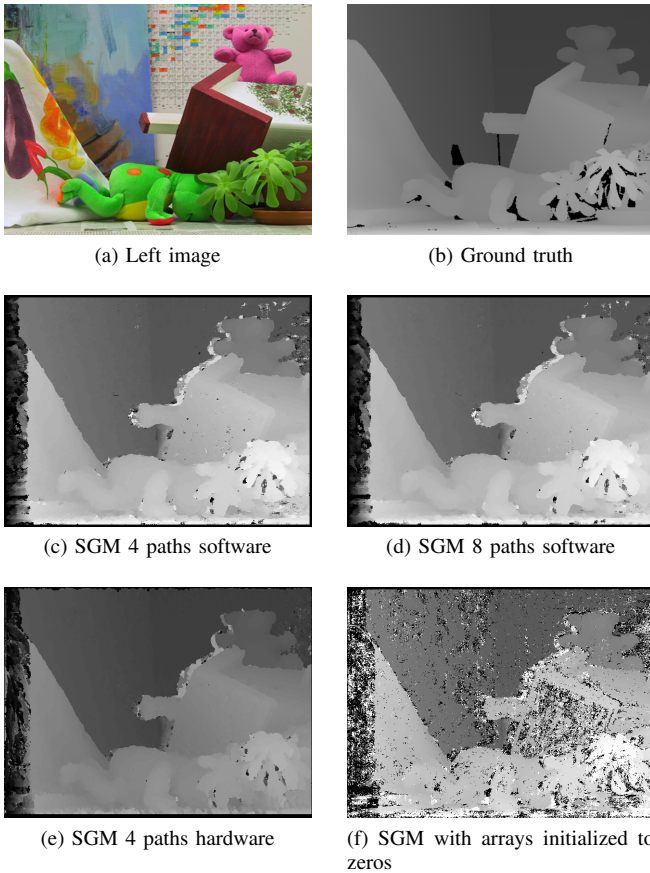 (a) Left image
(b) Ground truth
(c) SGM 4 paths software
(d) SGM 8 paths software
(e) SGM 4 paths hardware
(f) SGM with arrays initialized to
zeros